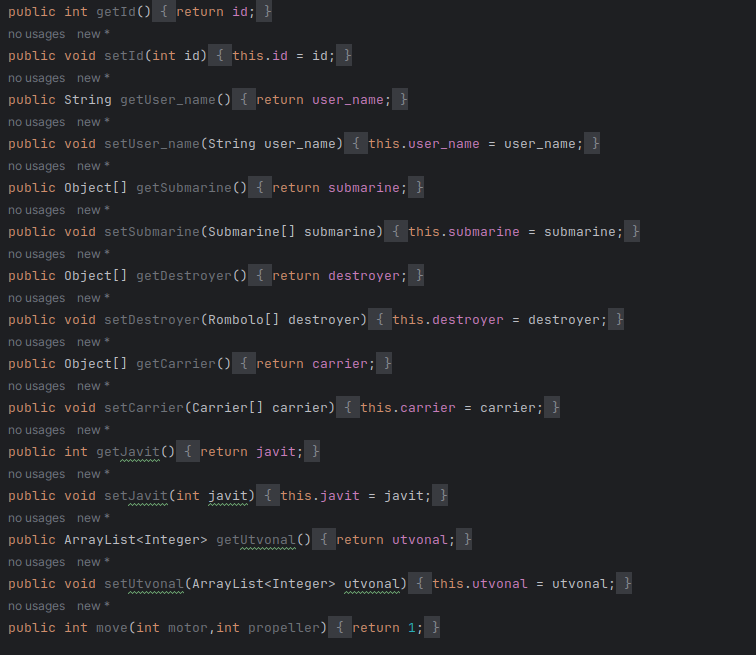 public int getId() { return id; }
no usages new *
public void setId(int id) { this.id = id; }
no usages new *
public String getUser_name() { return user_name; }
no usages new *
public void setUser_name(String user_name) { this.user_name = user_name; }
no usages new *
public Object[] getSubmarine() { return submarine; }
no usages new *
public void setSubmarine(Submarine[] submarine) { this.submarine = submarine; }
no usages new *
public Object[] getDestroyer() { return destroyer; }
no usages new *
public void setDestroyer(Rombolo[] destroyer) { this.destroyer = destroyer; }
no usages new *
public Object[] getCarrier() { return carrier; }
no usages new *
public void setCarrier(Carrier[] carrier) { this.carrier = carrier; }
no usages new *
public int getJavit() { return javit; }
no usages new *
public void setJavit(int javit) { this.javit = javit; }
no usages new *
public ArrayList<Integer> getUtvonal() { return utvonal; }
no usages new *
public void setUtvonal(ArrayList<Integer> utvonal) { this.utvonal = utvonal; }
no usages new *
public int move(int motor,int propeller) { return 1; }